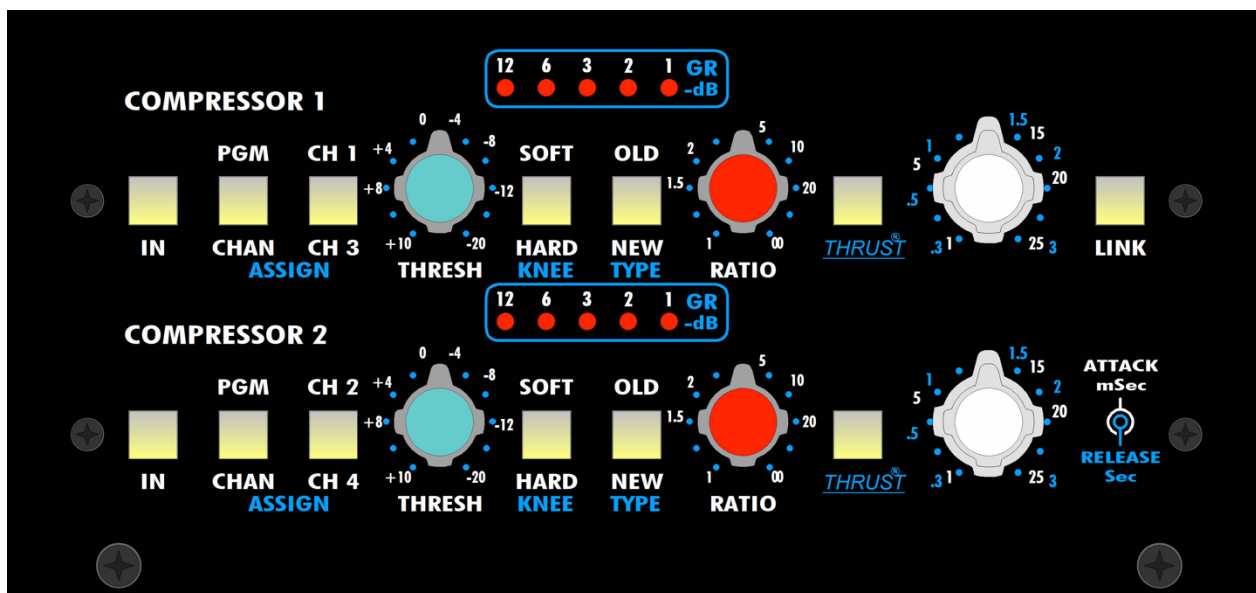 12 6 3 2 1 GR
-dB
COMPRESSOR 1
0 -4
+4 -8
+8 -12
+10 -20
THRESH
PGM CH 1
IN CHAN CH 3
ASSIGN
SOFT OLD
HARD NEW
KNEE TYPE
5
2 10
1.5 20
1 00
RATIO
THRUST®
1.5 15
1 2
5 20
.5
.3 1 25 3
LINK
12 6 3 2 1 GR
-dB
COMPRESSOR 2
0 -4
+4 -8
+8 -12
+10 -20
THRESH
PGM CH 2
IN CHAN CH 4
ASSIGN
SOFT OLD
HARD NEW
KNEE TYPE
5
2 10
1.5 20
1 00
RATIO
THRUST®
1.5 15
1 2
5 20
.5
.3 1 25 3
ATTACK
mSec
RELEASE
Sec